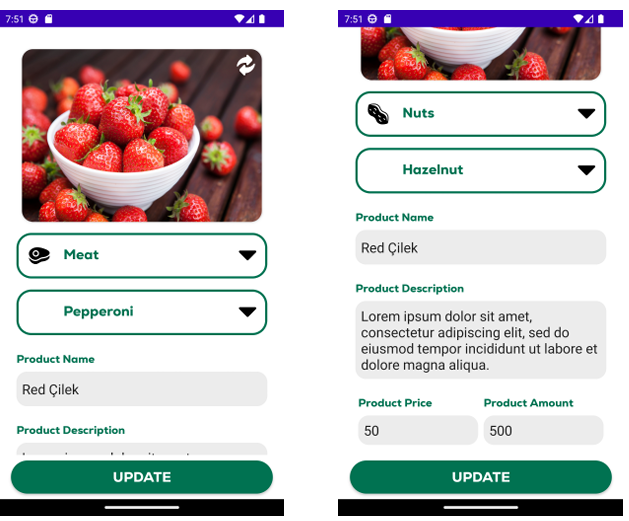 7:51
Meat
Pepperoni
Product Name
Red Çilek
Product Description
UPDATE
7:51
Nuts
Hazelnut
Product Name
Red Çilek
Product Description
Lorem ipsum dolor sit amet,
consectetur adipiscing elit, sed do
eiusmod tempor incididunt ut labore et
dolore magna aliqua.
Product Price Product Amount
50 500
UPDATE